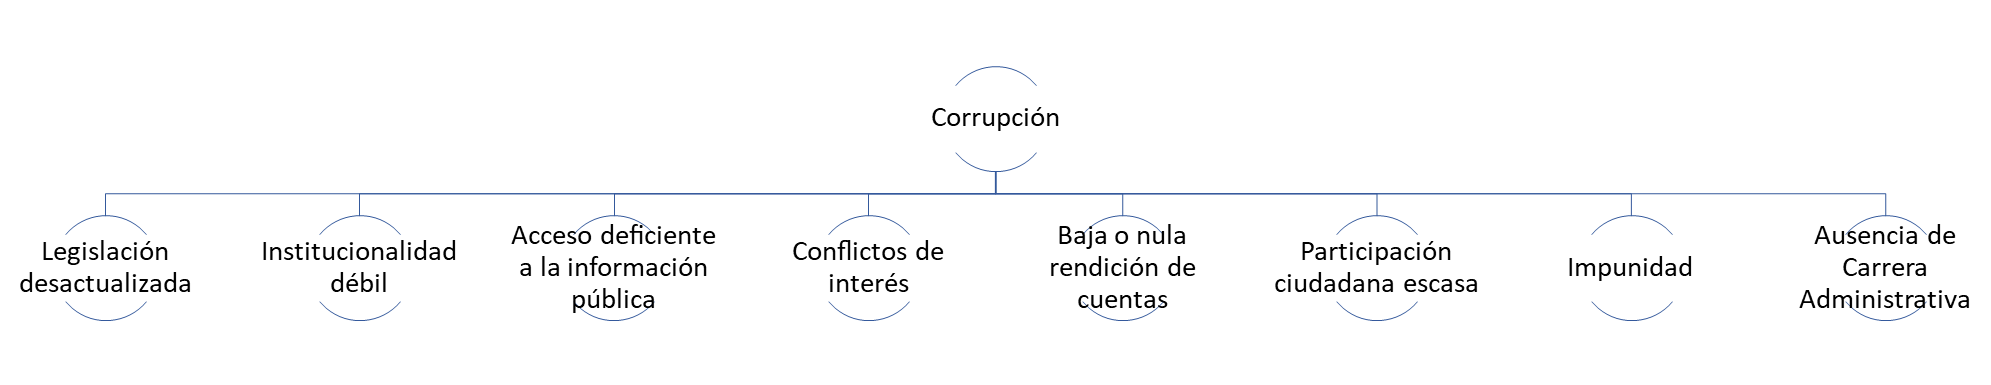 Corrupción
Legislación
desactualizada
Institucionalidad
débil
Acceso deficiente
a la información
pública
Conflictos de
interés
Baja o nula
rendición de
cuentas
Participación
ciudadana escasa
Impunidad
Ausencia de
Carrera
Administrativa